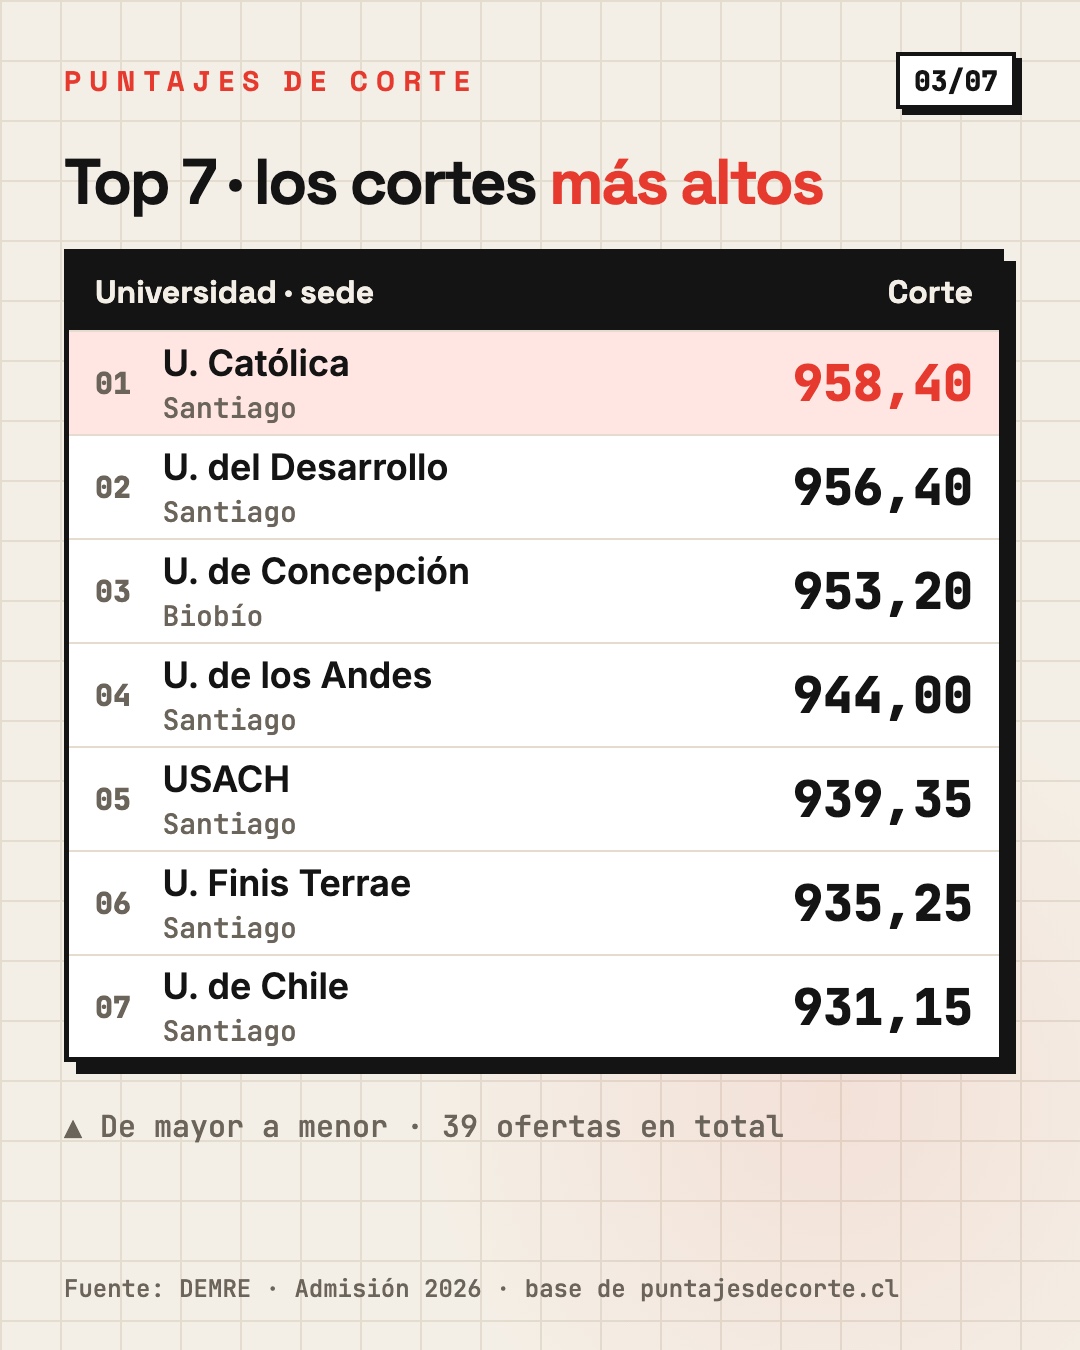 PUNTAJES DE CORTE
03/07
Top 7 · los cortes más altos
Universidad · sede Corte
01 U. Católica 958,40
Santiago
02 U. del Desarrollo 956,40
Santiago
03 U. de Concepción 953,20
Biobío
04 U. de los Andes 944,00
Santiago
05 USACH 939,35
Santiago
06 U. Finis Terrae 935,25
Santiago
07 U. de Chile 931,15
Santiago
▲ De mayor a menor · 39 ofertas en total
Fuente: DEMRE · Admisión 2026 · base de puntajesdecorte.cl